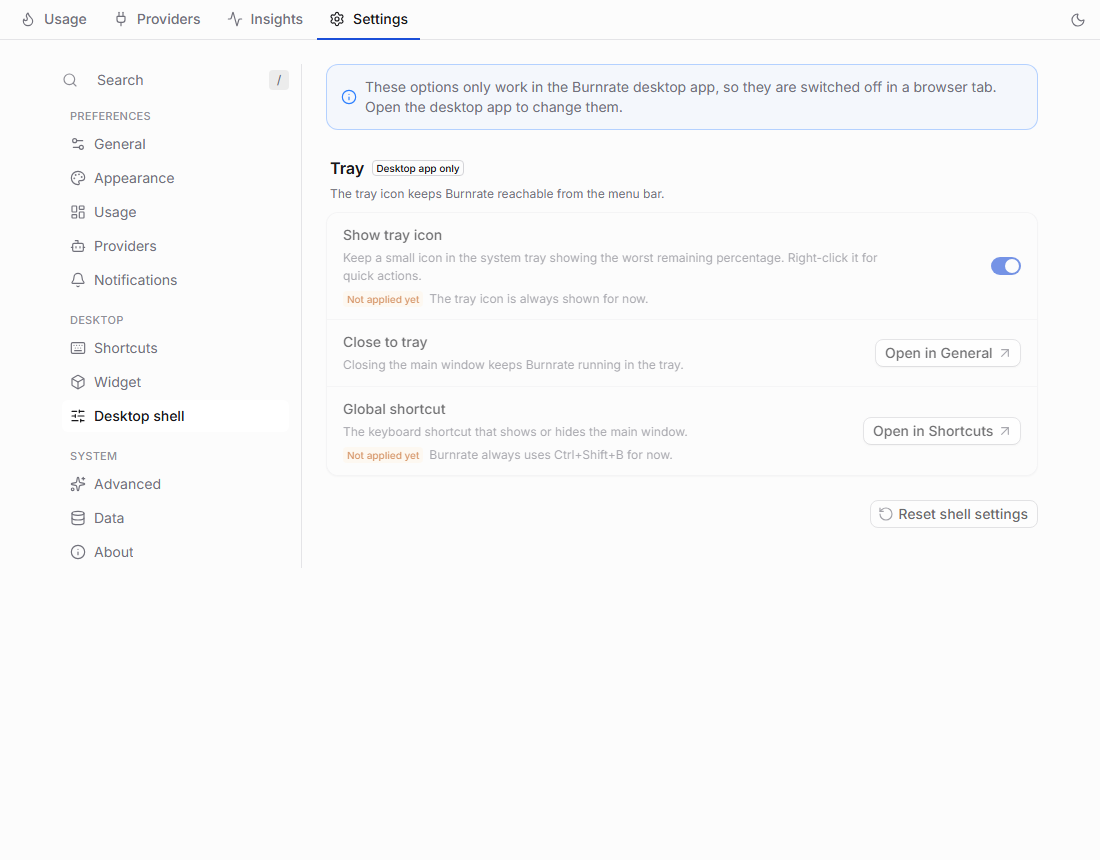 Usage
Providers
Insights
Settings
Search
/
PREFERENCES
General
Appearance
Usage
Providers
Notifications
DESKTOP
Shortcuts
Widget
Desktop shell
SYSTEM
Advanced
Data
About
These options only work in the Burnrate desktop app, so they are switched off in a browser tab.
Open the desktop app to change them.
Tray
Desktop app only
The tray icon keeps Burnrate reachable from the menu bar.
Show tray icon
Keep a small icon in the system tray showing the worst remaining percentage. Right-click it for
quick actions.
Not applied yet The tray icon is always shown for now.
Close to tray
Closing the main window keeps Burnrate running in the tray.
Open in General
Global shortcut
The keyboard shortcut that shows or hides the main window.
Not applied yet Burnrate always uses Ctrl+Shift+B for now.
Open in Shortcuts
Reset shell settings